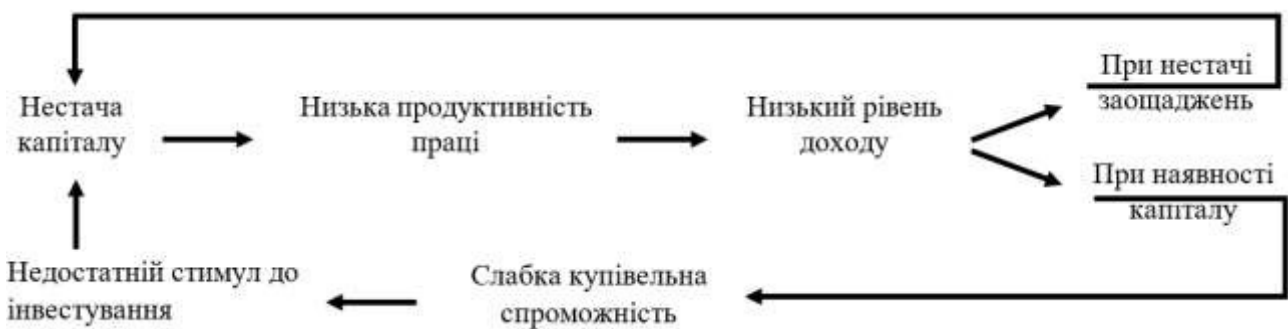 Нестача
капіталу
Низька продуктивність
праці
Низький рівень
доходу
При нестачі
заощаджень
При наявності
капіталу
Слабка купівельна
спроможність
Недостатній стимул до
інвестування